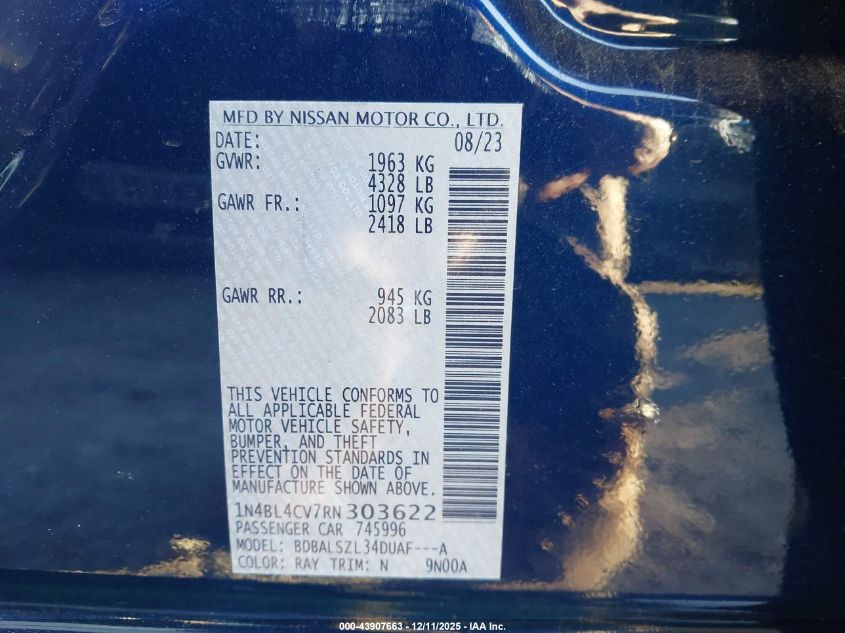 MFD BY NISSAN MOTOR CO., LTD.
DATE: 08/23
GVWR: 1963 KG
4328 LB
GAWR FR.: 1097 KG
2418 LB
GAWR RR.: 945 KG
2083 LB
THIS VEHICLE CONFORMS TO
ALL APPLICABLE FEDERAL
MOTOR VEHICLE SAFETY,
BUMPER, AND THEFT
PREVENTION STANDARDS IN
EFFECT ON THE DATE OF
MANUFACTURE SHOWN ABOVE.
1N4BL4CV7RN303622
PASSENGER CAR 745996
MODEL: BDBALSZL34DUAF---A
COLOR: RAY TRIM: N 9N00A
000-43907663 - 12/11/2025 - IAA Inc.